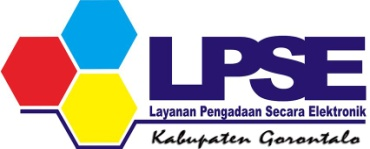 LPSE
Layanan Pengadaan Secara Elektronik
Kabupaten Gorontalo